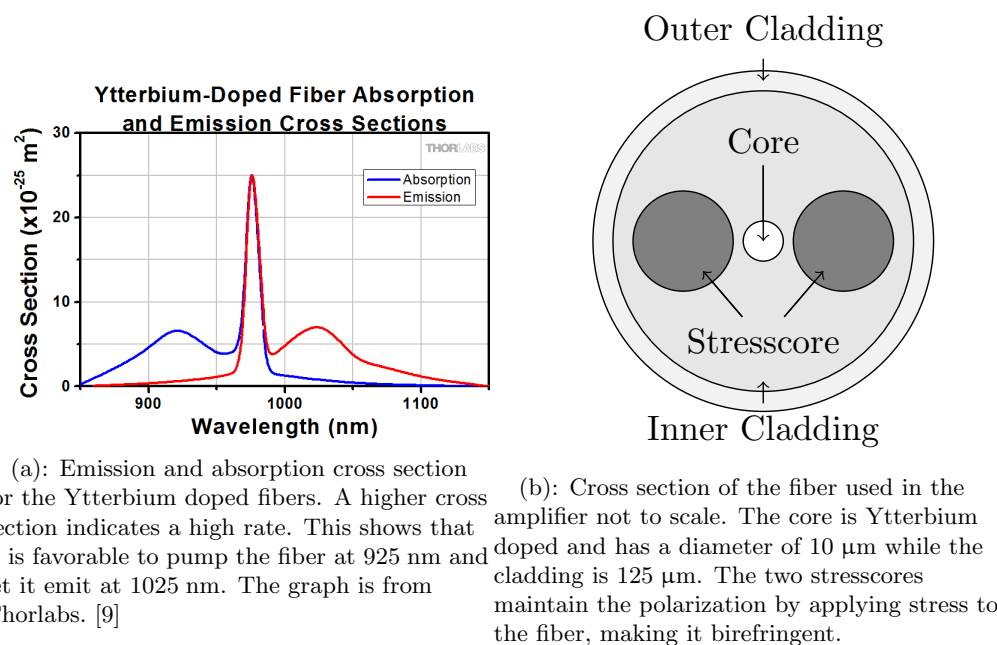 Ytterbium-Doped Fiber Absorption
and Emission Cross Sections
Cross Section (x10⁻²⁵ m²)
30
20
10
0
THORLABS
Absorption
Emission
900
1000
1100
Wavelength (nm)
(a): Emission and absorption cross section
or the Ytterbium doped fibers. A higher cross
ection indicates a high rate. This shows that
is favorable to pump the fiber at 925 nm and
et it emit at 1025 nm. The graph is from
horlabs. [9]
Outer Cladding
Core
Stresscore
Inner Cladding
(b): Cross section of the fiber used in the
amplifier not to scale. The core is Ytterbium
doped and has a diameter of 10 μm while the
cladding is 125 μm. The two stresscores
maintain the polarization by applying stress to
the fiber, making it birefringent.